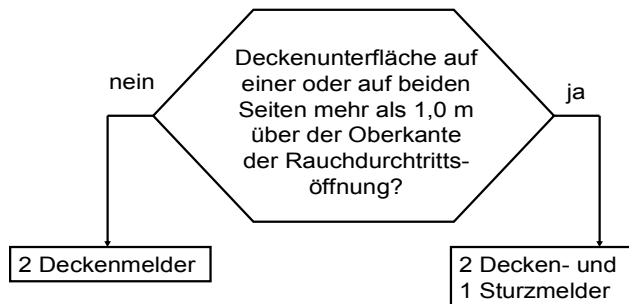 Deckenunterfläche auf
einer oder auf beiden
Seiten mehr als 1,0 m
über der Oberkante
der Rauchdurchtritts-
öffnung?
nein
ja
2 Deckenmelder
2 Decken- und
1 Sturzmelder